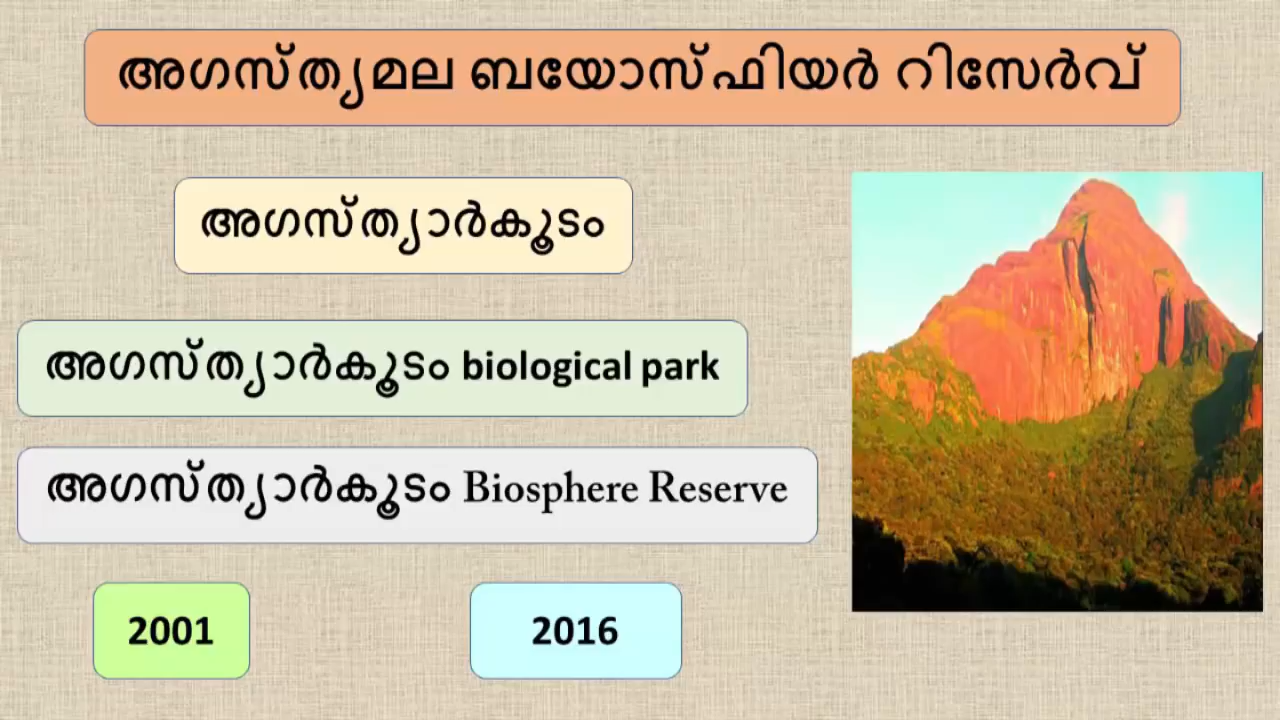 അഗസ്ത്യമല ബയോസ്ഫിയർ റിസേർവ്
അഗസ്ത്യാർകൂടം
അഗസ്ത്യാർകൂടം biological park
അഗസ്ത്യാർകൂടം Biosphere Reserve
2001
2016